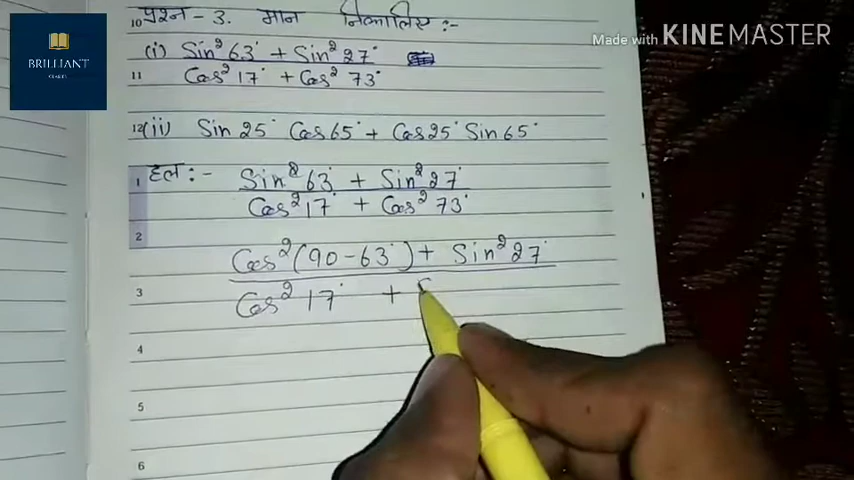 प्रश्न - 3. मान निकालिए :-
Made with KINEMASTER
BRILLIANT
(i) Sin²63° + Sin²27°
Cos²17° + Cos²73°
(ii) Sin 25° Cos 65° + Cos 25° Sin 65°
हल :- Sin²63° + Sin²27°
Cos²17° + Cos²73°
Cos²(90-63°) + Sin²27°
Cos²17° +
10
11
12
1
2
3
4
5
6